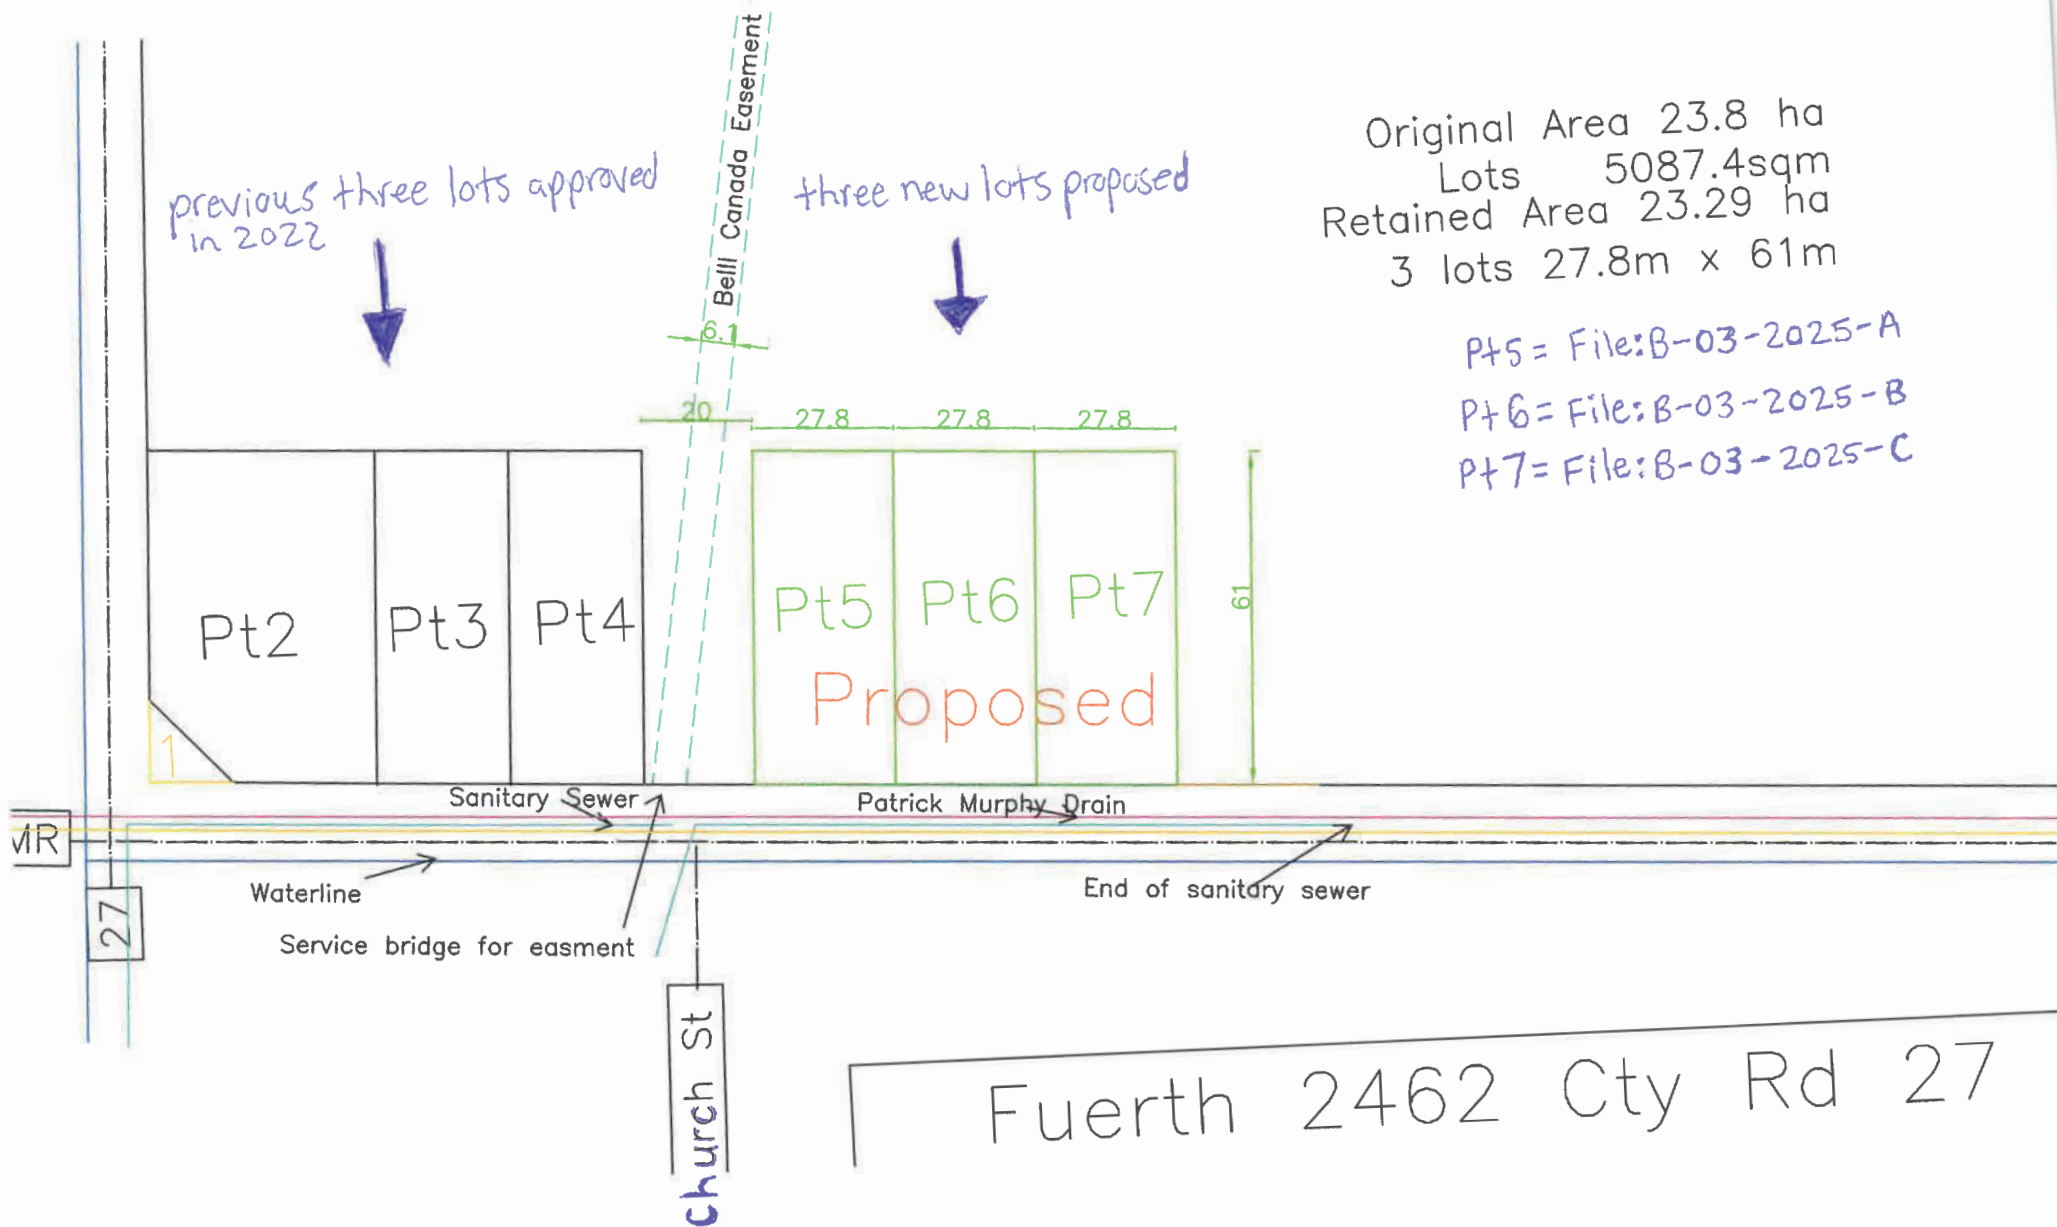 Bell Canada Easement
Original Area 23.8 ha
Lots 5087.4sqm
Retained Area 23.29 ha
3 lots 27.8m x 61m
previous three lots approved
in 2022
three new lots proposed
Pt5 = File:B-03-2025-A
Pt6 = File:B-03-2025-B
Pt7 = File:B-03-2025-C
6.1
20
27.8 27.8 27.8
61
Pt2 Pt3 Pt4 Pt5 Pt6 Pt7
Proposed
1
Sanitary Sewer
Patrick Murphy Drain
MR
Waterline
End of sanitary sewer
27
Service bridge for easment
Church St
Fuerth 2462 Cty Rd 27